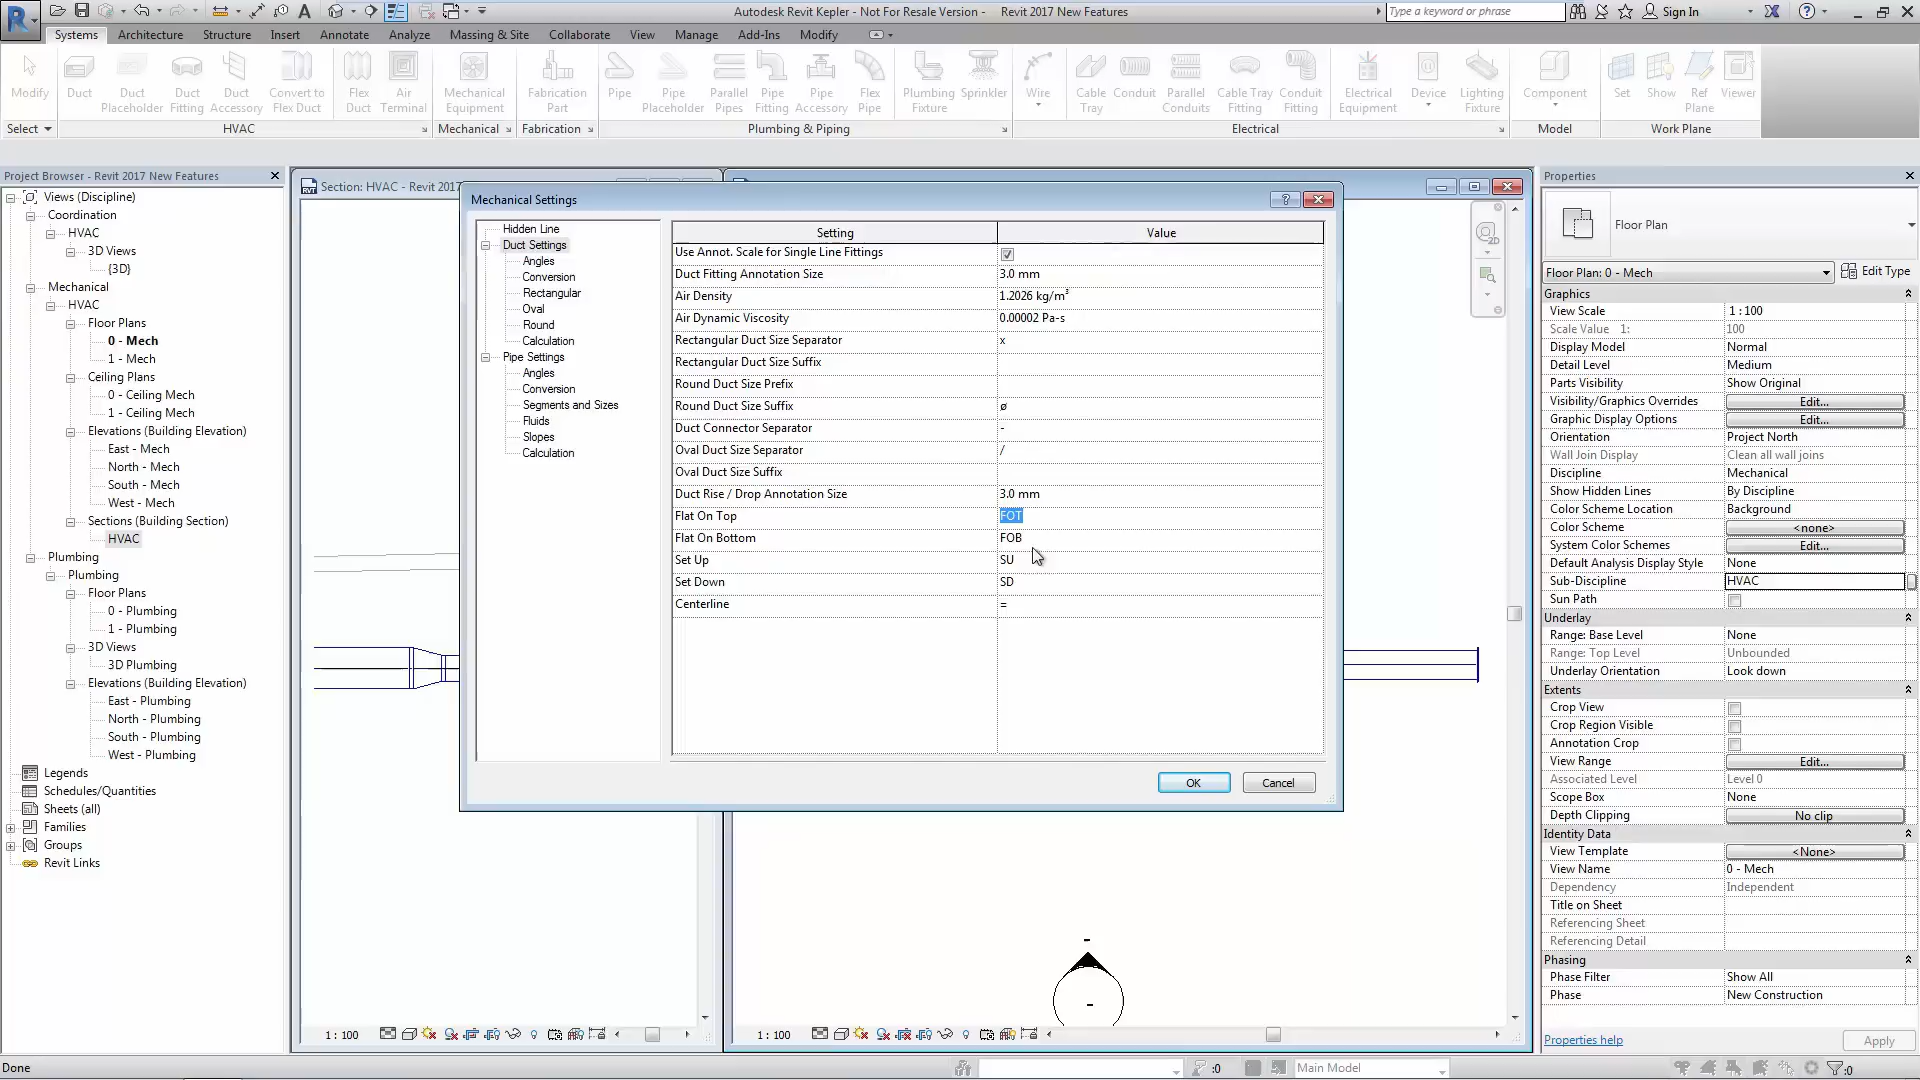 Autodesk Revit Kepler - Not For Resale Version - Revit 2017 New Features
Type a keyword or phrase
Sign In
Systems Architecture Structure Insert Annotate Analyze Massing & Site Collaborate View Manage Add-Ins Modify
Modify
Duct
Duct Placeholder
Duct Fitting
Duct Accessory
Convert to Flex Duct
Flex Duct
Air Terminal
Mechanical Equipment
Fabrication Part
Pipe
Pipe Placeholder
Parallel Pipes
Pipe Fitting
Pipe Accessory
Flex Pipe
Plumbing Fixture
Sprinkler
Wire
Cable Tray
Conduit
Parallel Conduits
Cable Tray Fitting
Conduit Fitting
Electrical Equipment
Device
Lighting Fixture
Component
Set
Show
Ref Plane
Viewer
Select HVAC Mechanical Fabrication Plumbing & Piping Electrical Model Work Plane
Project Browser - Revit 2017 New Features
Views (Discipline)
Coordination
HVAC
3D Views
{3D}
Mechanical
HVAC
Floor Plans
0 - Mech
1 - Mech
Ceiling Plans
0 - Ceiling Mech
1 - Ceiling Mech
Elevations (Building Elevation)
East - Mech
North - Mech
South - Mech
West - Mech
Sections (Building Section)
HVAC
Plumbing
Plumbing
Floor Plans
0 - Plumbing
1 - Plumbing
3D Views
3D Plumbing
Elevations (Building Elevation)
East - Plumbing
North - Plumbing
South - Plumbing
West - Plumbing
Legends
Schedules/Quantities
Sheets (all)
Families
Groups
Revit Links
Section: HVAC - Revit 2017
Mechanical Settings
Hidden Line
Duct Settings
Angles
Conversion
Rectangular
Oval
Round
Calculation
Pipe Settings
Angles
Conversion
Segments and Sizes
Fluids
Slopes
Calculation
Setting Value
Use Annot. Scale for Single Line Fittings
Duct Fitting Annotation Size 3.0 mm
Air Density 1.2026 kg/m³
Air Dynamic Viscosity 0.00002 Pa-s
Rectangular Duct Size Separator x
Rectangular Duct Size Suffix
Round Duct Size Prefix
Round Duct Size Suffix ø
Duct Connector Separator -
Oval Duct Size Separator /
Oval Duct Size Suffix
Duct Rise / Drop Annotation Size 3.0 mm
Flat On Top FOT
Flat On Bottom FOB
Set Up SU
Set Down SD
Centerline =
OK Cancel
2D
-
-
1 : 100
1 : 100
Properties
Floor Plan
Floor Plan: 0 - Mech Edit Type
Graphics
View Scale 1 : 100
Scale Value 1: 100
Display Model Normal
Detail Level Medium
Parts Visibility Show Original
Visibility/Graphics Overrides Edit...
Graphic Display Options Edit...
Orientation Project North
Wall Join Display Clean all wall joins
Discipline Mechanical
Show Hidden Lines By Discipline
Color Scheme Location Background
Color Scheme <none>
System Color Schemes Edit...
Default Analysis Display Style None
Sub-Discipline HVAC
Sun Path
Underlay
Range: Base Level None
Range: Top Level Unbounded
Underlay Orientation Look down
Extents
Crop View
Crop Region Visible
Annotation Crop
View Range Edit...
Associated Level Level 0
Scope Box None
Depth Clipping No clip
Identity Data
View Template <None>
View Name 0 - Mech
Dependency Independent
Title on Sheet
Referencing Sheet
Referencing Detail
Phasing
Phase Filter Show All
Phase New Construction
Properties help Apply
Done
:0 Main Model :0